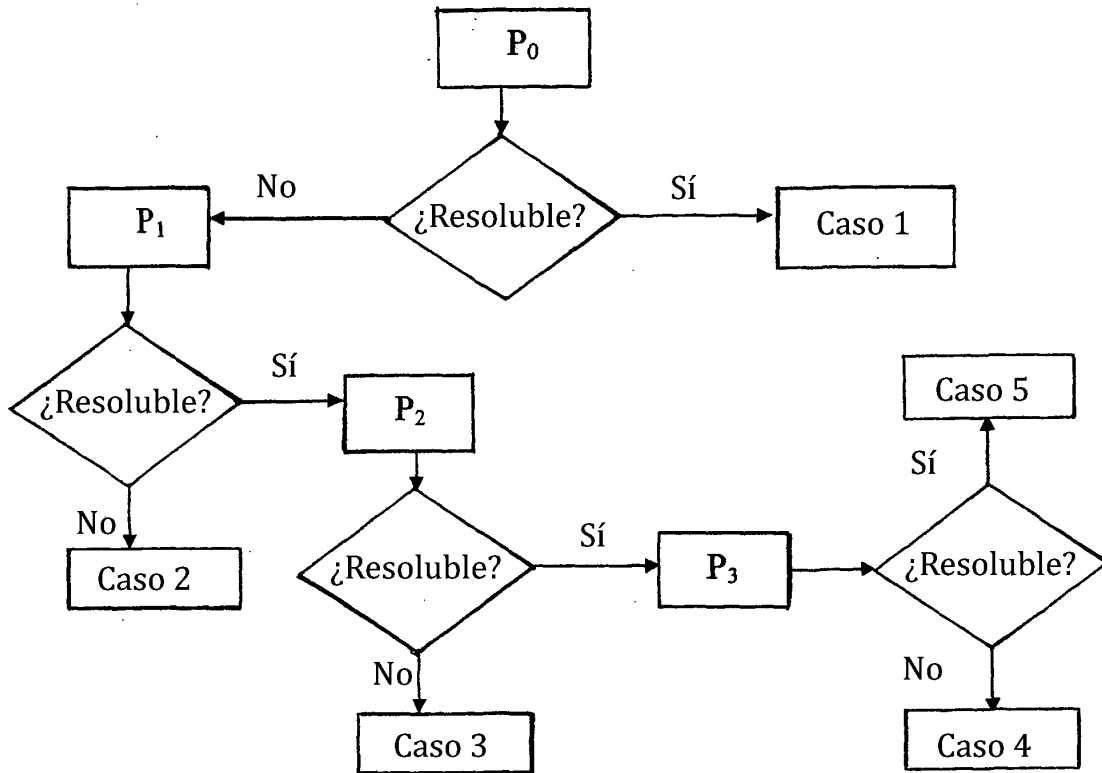 P₀
No
Sí
P₁
¿Resoluble?
Caso 1
Sí
¿Resoluble?
P₂
Caso 5
Sí
No
Sí
Caso 2
¿Resoluble?
P₃
¿Resoluble?
No
No
Caso 3
Caso 4